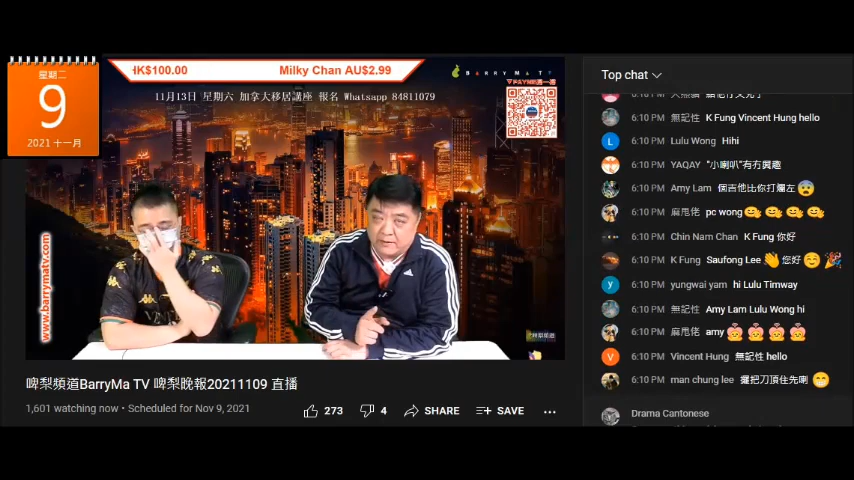 星期二
9
2021 十一月
HK$100.00
Milky Chan AU$2.99
BARRYMATT
11月13日 星期六 加拿大移居講座 報名 Whatsapp 84811079
www.barrymatv.com
啤梨頻道
啤梨頻道BarryMa TV 啤梨晚報20211109 直播
1,601 watching now • Scheduled for Nov 9, 2021
273
4
SHARE
SAVE
Top chat
6:10 PM 無記性 K Fung Vincent Hung hello
6:10 PM Lulu Wong Hihi
6:10 PM YAQAY "小喇叭"有冇興趣
6:10 PM Amy Lam 個吉他比你打爛左😨
6:10 PM 麻甩佬 pc wong
6:10 PM Chin Nam Chan K Fung 你好
6:10 PM K Fung Saufong Lee 👋您好☺️🎉
6:10 PM yungwai yam hi Lulu Timway
6:10 PM 無記性 Amy Lam Lulu Wong hi
6:10 PM 麻甩佬 amy
6:10 PM Vincent Hung 無記性 hello
6:10 PM man chung lee 攞把刀頂住先喇😁
Drama Cantonese